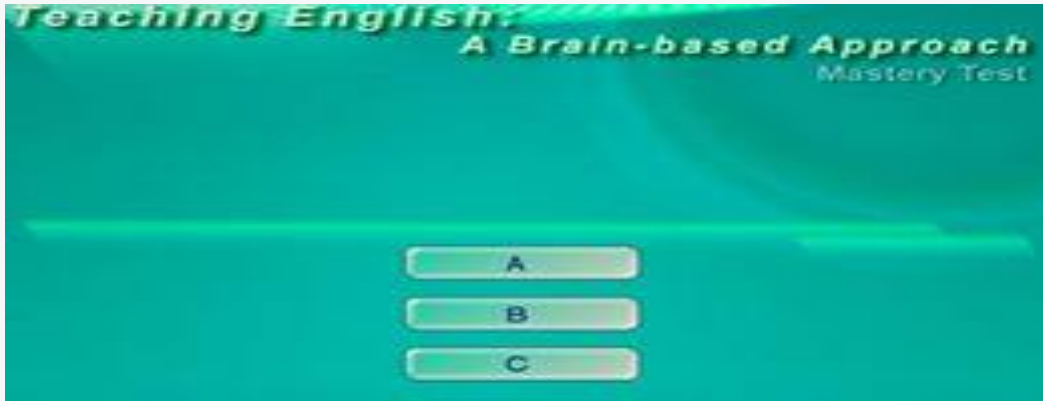 Teaching English:
A Brain-based Approach
Mastery Test
A
B
C